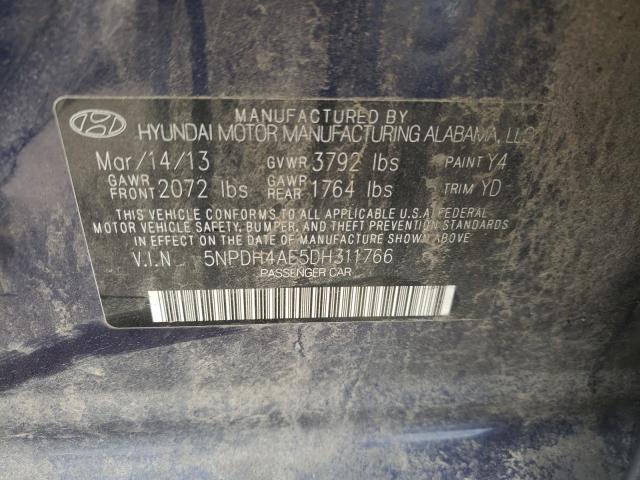 MANUFACTURED BY
HYUNDAI MOTOR MANUFACTURING ALABAMA, LLC
Mar/14/13 GVWR 3792 lbs PAINT Y4
GAWR FRONT 2072 lbs GAWR REAR 1764 lbs TRIM YD
THIS VEHICLE CONFORMS TO ALL APPLICABLE U.S.A. FEDERAL
MOTOR VEHICLE SAFETY, BUMPER, AND THEFT PREVENTION STANDARDS
IN EFFECT ON THE DATE OF MANUFACTURE SHOWN ABOVE
V.I.N 5NPDH4AE5DH311766
PASSENGER CAR